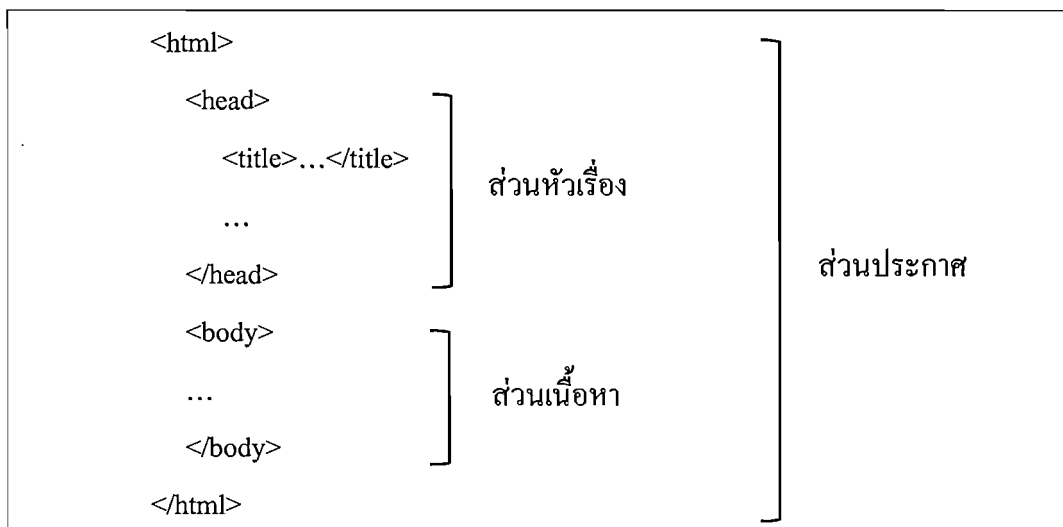 <html>
<head>
<title>…</title>
ส่วนหัวเรื่อง
…
ส่วนประกาศ
</head>
<body>
ส่วนเนื้อหา
…
</body>
</html>